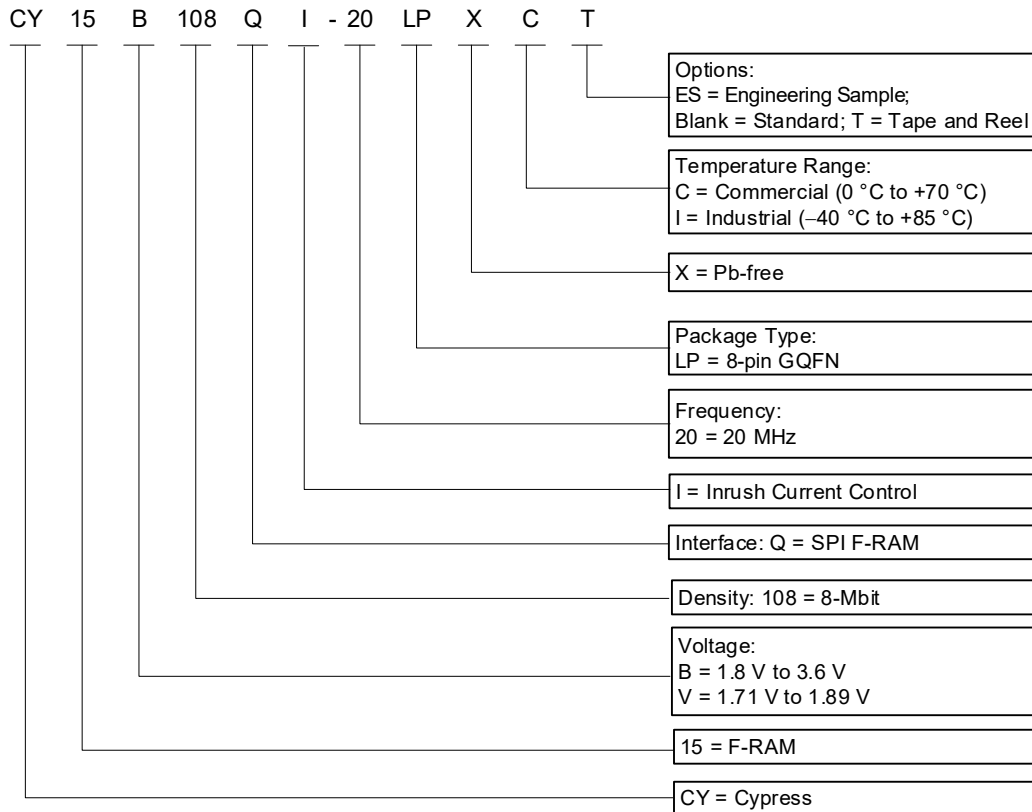 CY 15 B 108 Q I - 20 LP X C T
Options:
ES = Engineering Sample;
Blank = Standard; T = Tape and Reel
Temperature Range:
C = Commercial (0 °C to +70 °C)
I = Industrial (–40 °C to +85 °C)
X = Pb-free
Package Type:
LP = 8-pin GQFN
Frequency:
20 = 20 MHz
I = Inrush Current Control
Interface: Q = SPI F-RAM
Density: 108 = 8-Mbit
Voltage:
B = 1.8 V to 3.6 V
V = 1.71 V to 1.89 V
15 = F-RAM
CY = Cypress